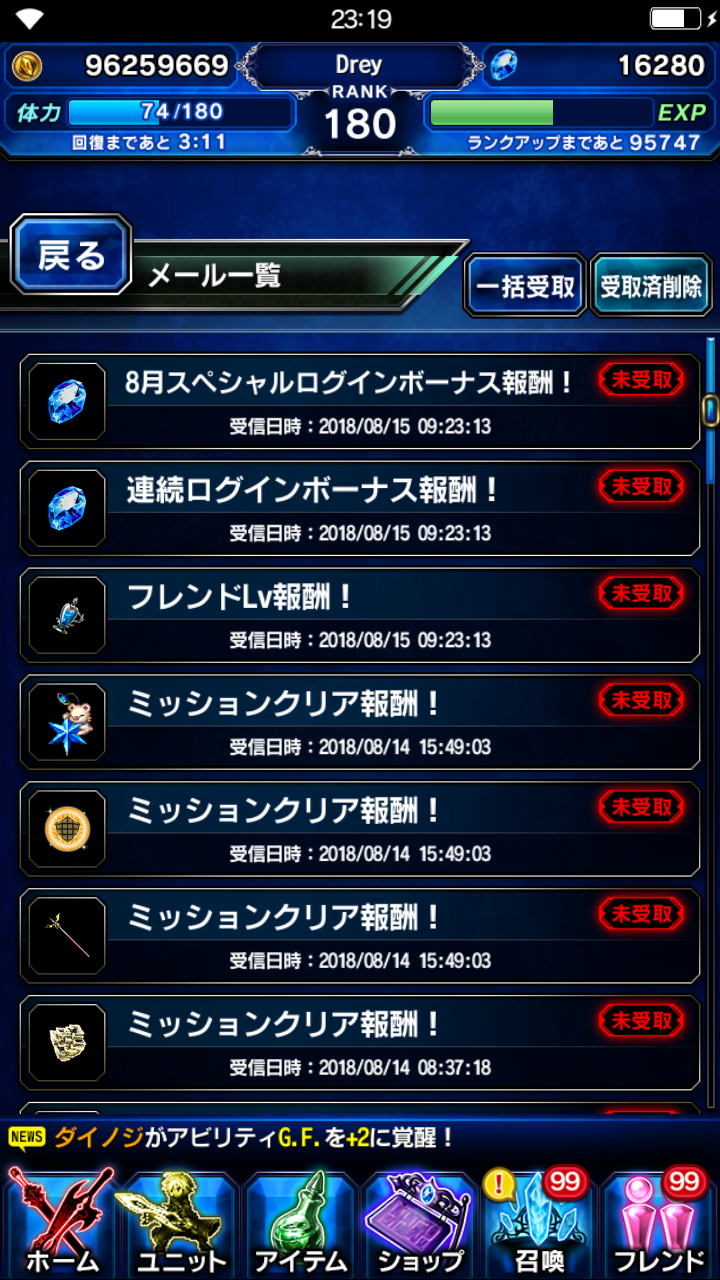 23:19
96259669
Drey
16280
体力
74/180
RANK
180
EXP
回復まであと 3:11
ランクアップまであと 95747
戻る
メール一覧
一括受取
受取済削除
8月スペシャルログインボーナス報酬！
未受取
受信日時：2018/08/15 09:23:13
連続ログインボーナス報酬！
未受取
受信日時：2018/08/15 09:23:13
フレンドLv報酬！
未受取
受信日時：2018/08/15 09:23:13
ミッションクリア報酬！
未受取
受信日時：2018/08/14 15:49:03
ミッションクリア報酬！
未受取
受信日時：2018/08/14 15:49:03
ミッションクリア報酬！
未受取
受信日時：2018/08/14 15:49:03
ミッションクリア報酬！
未受取
受信日時：2018/08/14 08:37:18
NEWS
ダイノジがアビリティG.F.を+2に覚醒！
!
99
99
ホーム
ユニット
アイテム
ショップ
召喚
フレンド